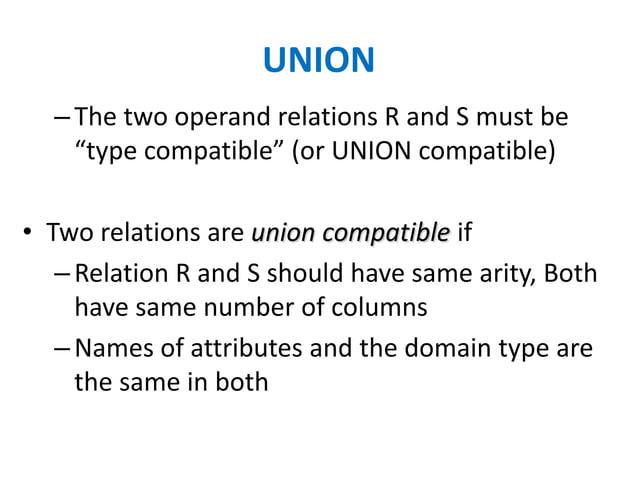 UNION
–The two operand relations R and S must be
“type compatible” (or UNION compatible)
• Two relations are union compatible if
–Relation R and S should have same arity, Both
have same number of columns
–Names of attributes and the domain type are
the same in both